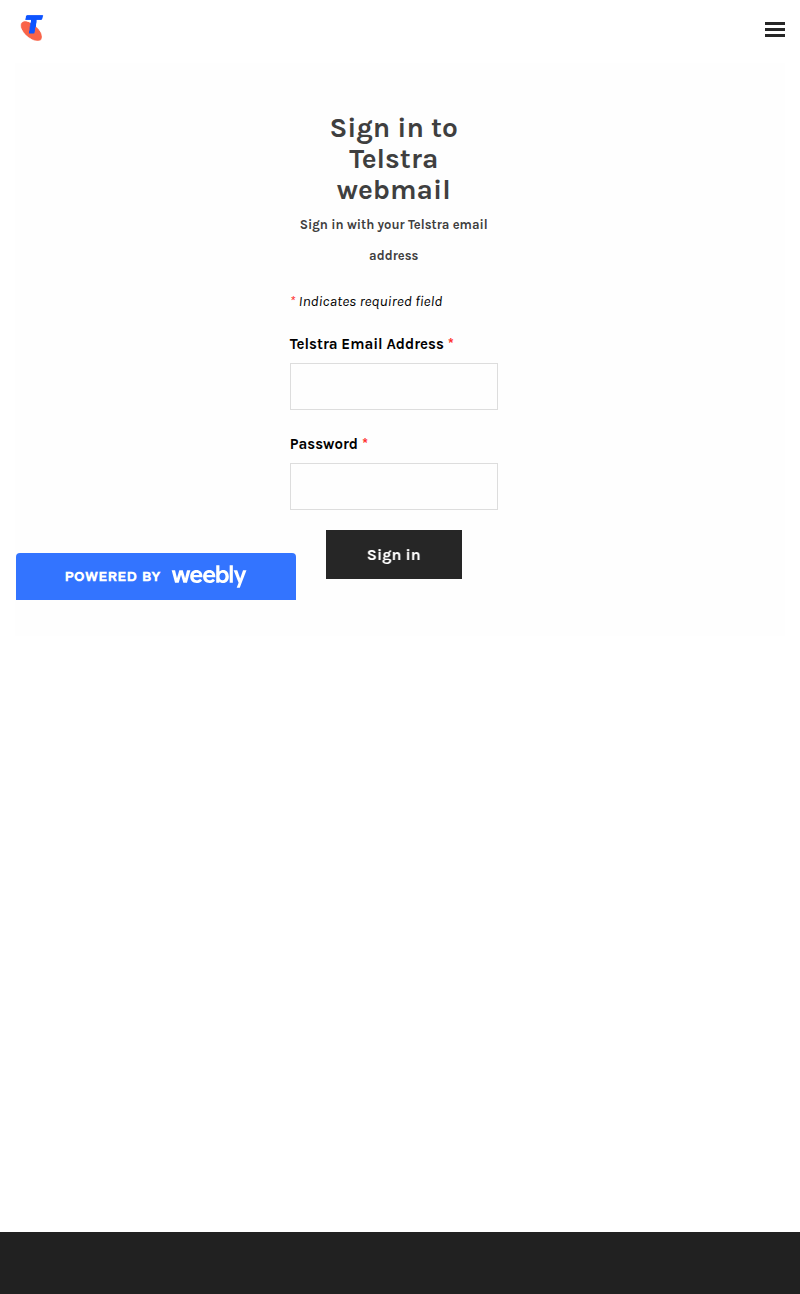 T
Sign in to
Telstra
webmail
Sign in with your Telstra email
address
* Indicates required field
Telstra Email Address *
Password *
Sign in
POWERED BY weebly